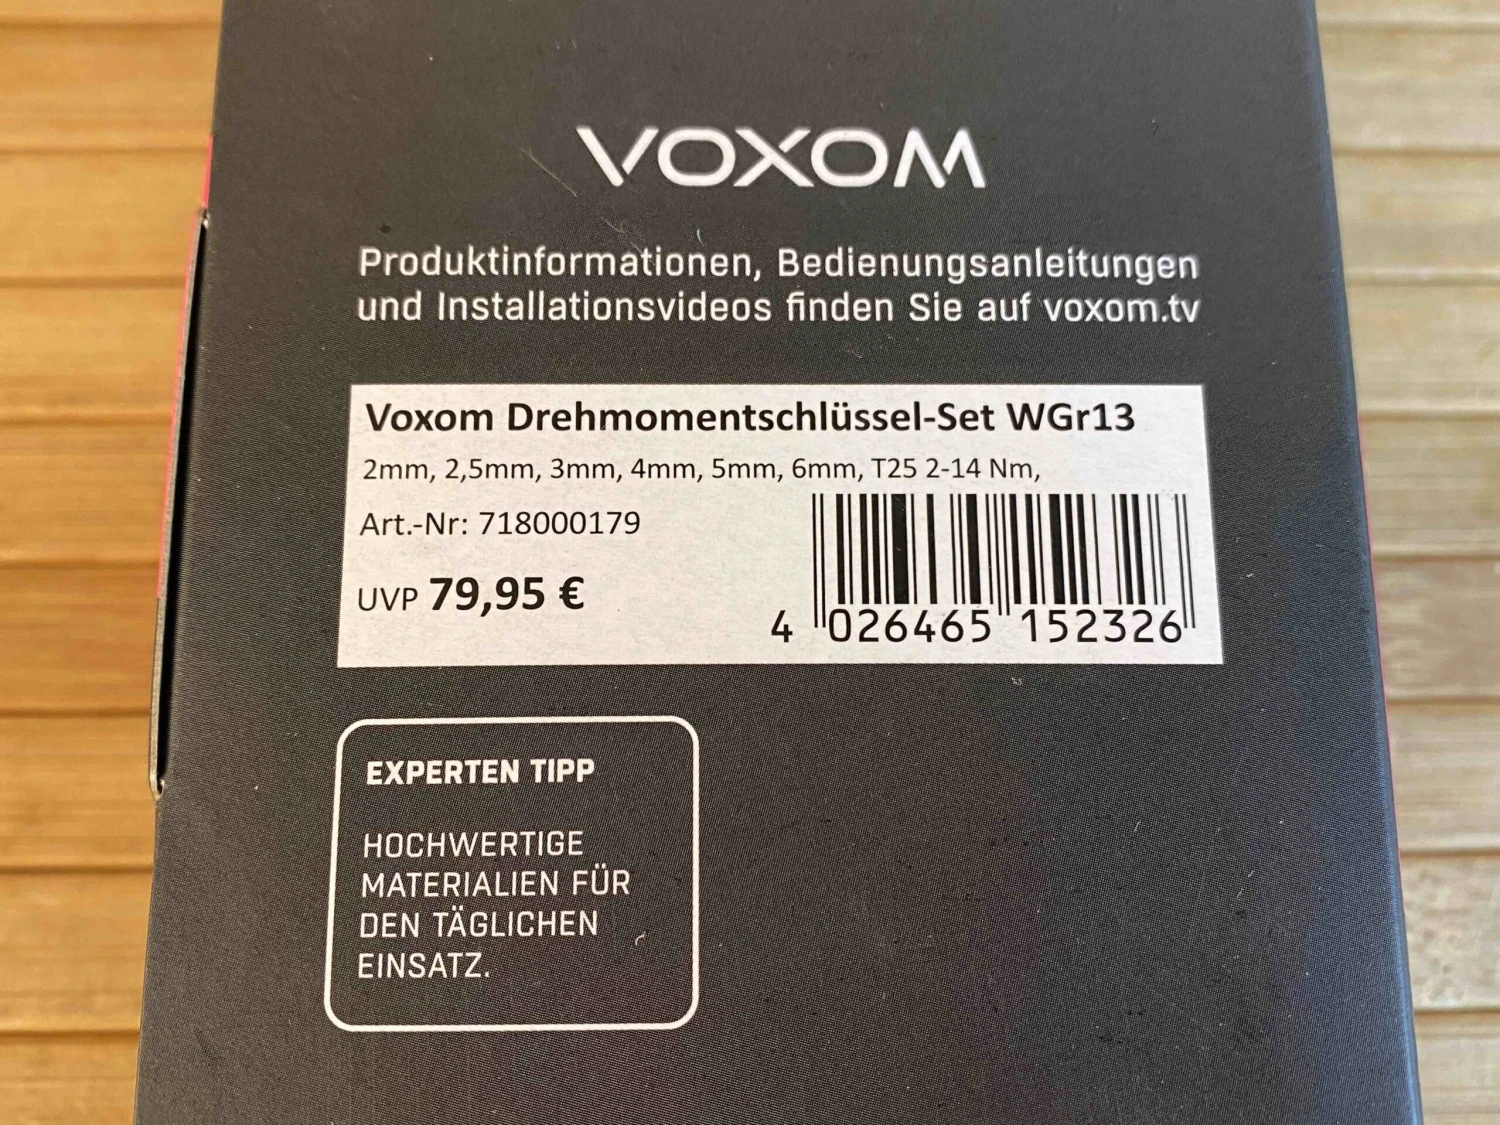 VOXOM
Produktinformationen, Bedienungsanleitungen
und Installationsvideos finden Sie auf voxom.tv
Voxom Drehmomentschlüssel-Set WGr13
2mm, 2,5mm, 3mm, 4mm, 5mm, 6mm, T25 2-14 Nm,
Art.-Nr: 718000179
UVP 79,95 €
4 026465 152326
EXPERTEN TIPP
HOCHWERTIGE
MATERIALIEN FÜR
DEN TÄGLICHEN
EINSATZ.